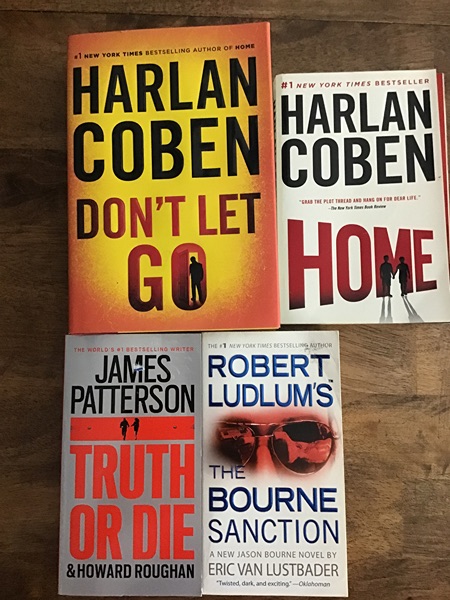 #1 NEW YORK TIMES BESTSELLING AUTHOR OF HOME
HARLAN
COBEN
DON'T LET
GO
#1 NEW YORK TIMES BESTSELLER
HARLAN
COBEN
"GRAB THE PLOT THREAD AND HANG ON FOR DEAR LIFE."
—The New York Times Book Review
HOME
THE WORLD'S #1 BESTSELLING WRITER
JAMES
PATTERSON
TRUTH
OR DIE
& HOWARD ROUGHAN
THE #1 NEW YORK TIMES BESTSELLING AUTHOR
ROBERT
LUDLUM'S™
THE
BOURNE
SANCTION
A NEW JASON BOURNE NOVEL BY
ERIC VAN LUSTBADER
"Twisted, dark, and exciting." —Oklahoman